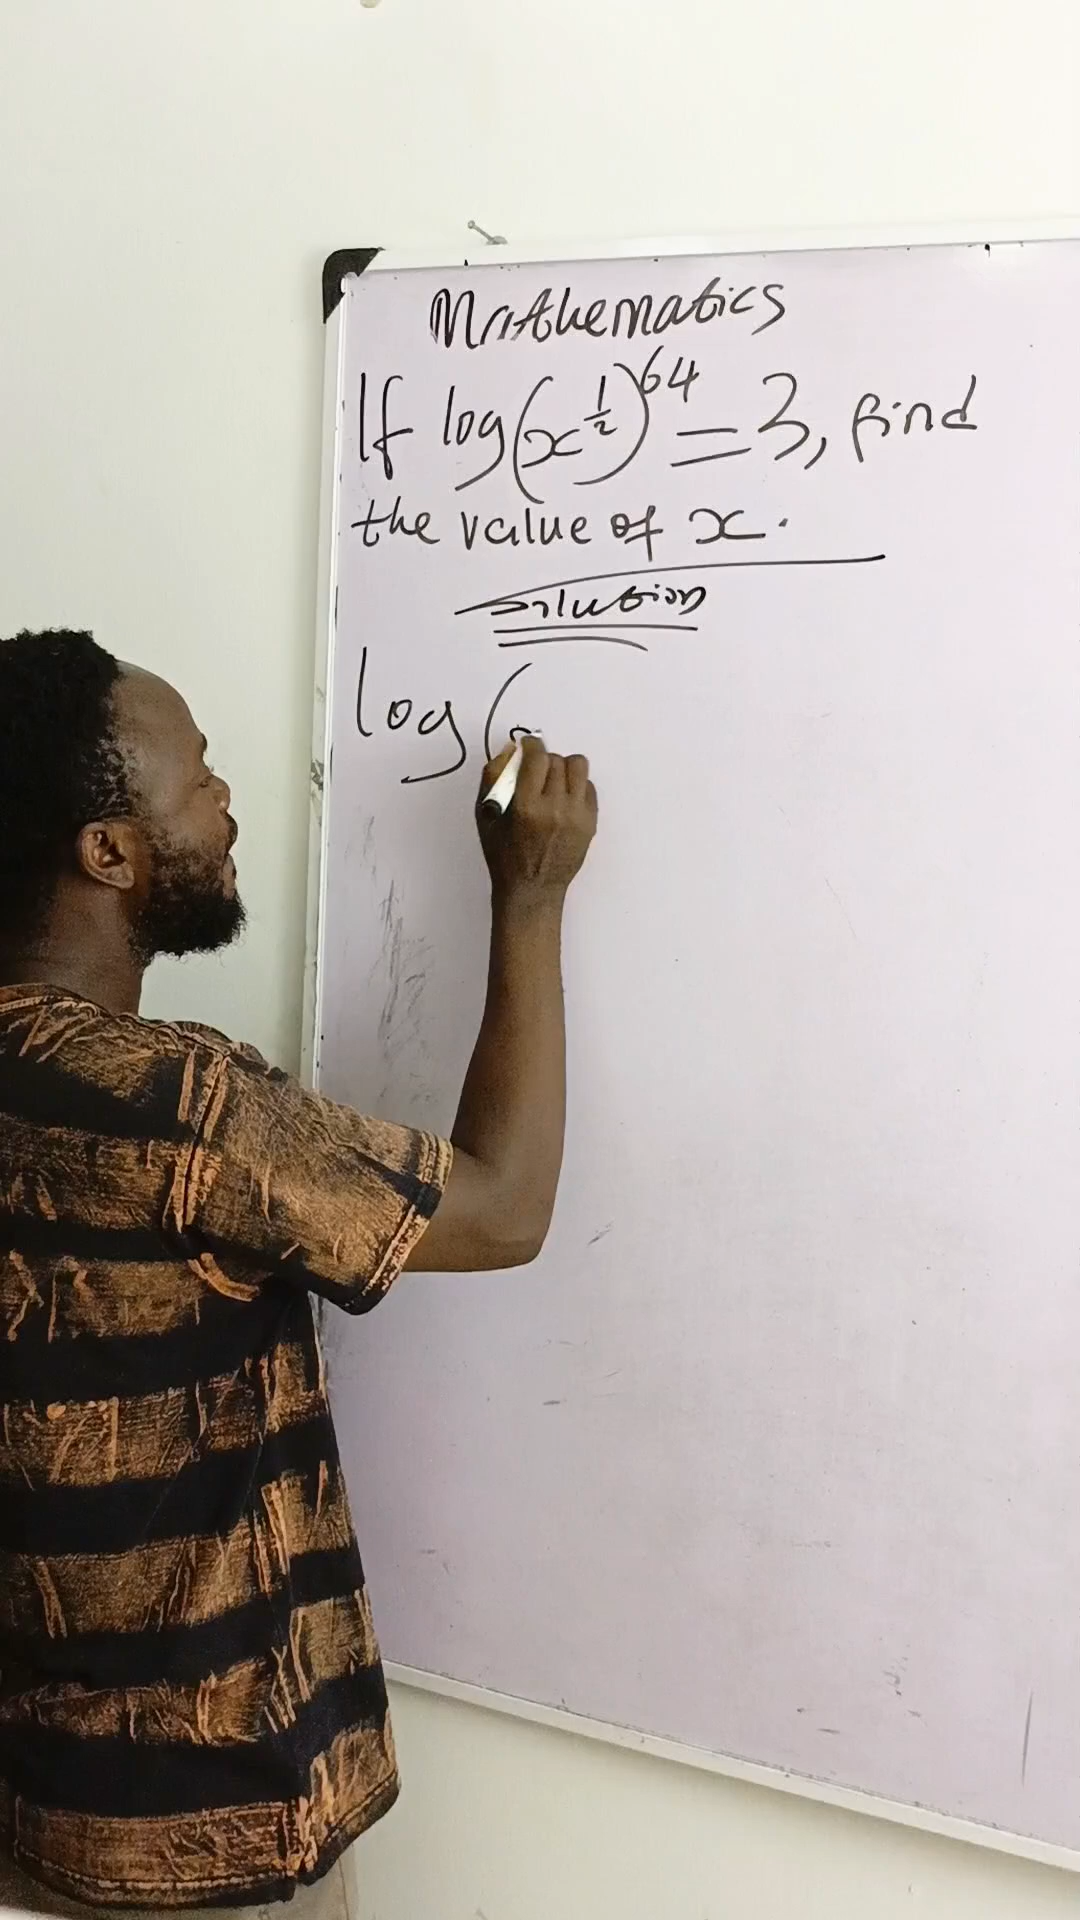 Mathematics
If log(x^{1/2})^{64} = 3, find
the value of x.
Solution
log(